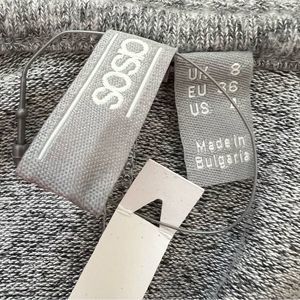 asos
UK 8
EU 36
US
Made in
Bulgaria